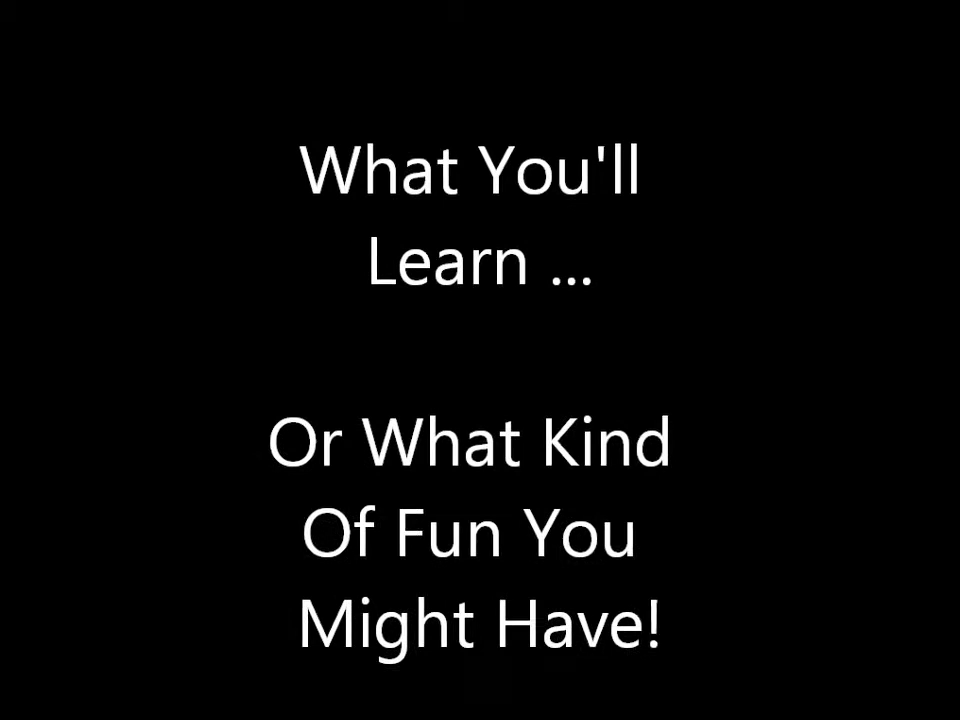 What You'll
Learn ...
Or What Kind
Of Fun You
Might Have!